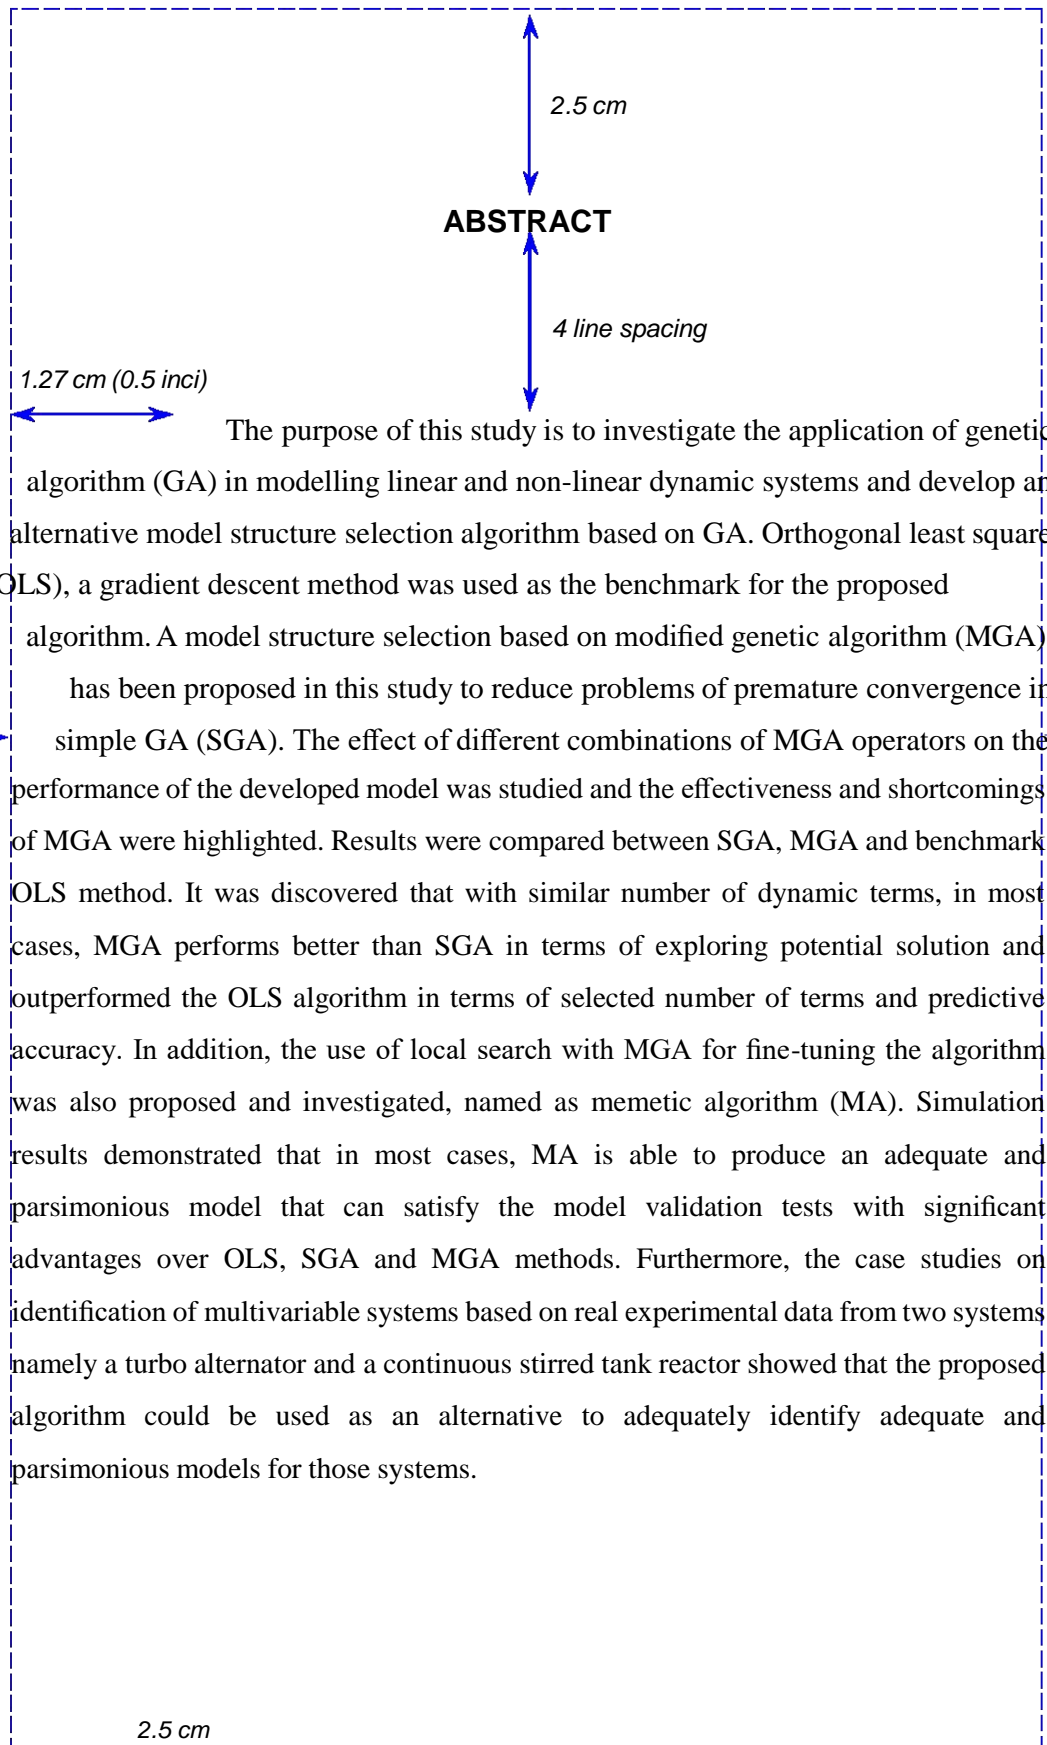 2.5 cm
ABSTRACT
4 line spacing
1.27 cm (0.5 inci)
The purpose of this study is to investigate the application of genetic
algorithm (GA) in modelling linear and non-linear dynamic systems and develop an
alternative model structure selection algorithm based on GA. Orthogonal least square
OLS), a gradient descent method was used as the benchmark for the proposed
algorithm. A model structure selection based on modified genetic algorithm (MGA)
has been proposed in this study to reduce problems of premature convergence in
simple GA (SGA). The effect of different combinations of MGA operators on the
performance of the developed model was studied and the effectiveness and shortcomings
of MGA were highlighted. Results were compared between SGA, MGA and benchmark
OLS method. It was discovered that with similar number of dynamic terms, in most
cases, MGA performs better than SGA in terms of exploring potential solution and
outperformed the OLS algorithm in terms of selected number of terms and predictive
accuracy. In addition, the use of local search with MGA for fine-tuning the algorithm
was also proposed and investigated, named as memetic algorithm (MA). Simulation
results demonstrated that in most cases, MA is able to produce an adequate and
parsimonious model that can satisfy the model validation tests with significant
advantages over OLS, SGA and MGA methods. Furthermore, the case studies on
identification of multivariable systems based on real experimental data from two systems
namely a turbo alternator and a continuous stirred tank reactor showed that the proposed
algorithm could be used as an alternative to adequately identify adequate and
parsimonious models for those systems.
2.5 cm